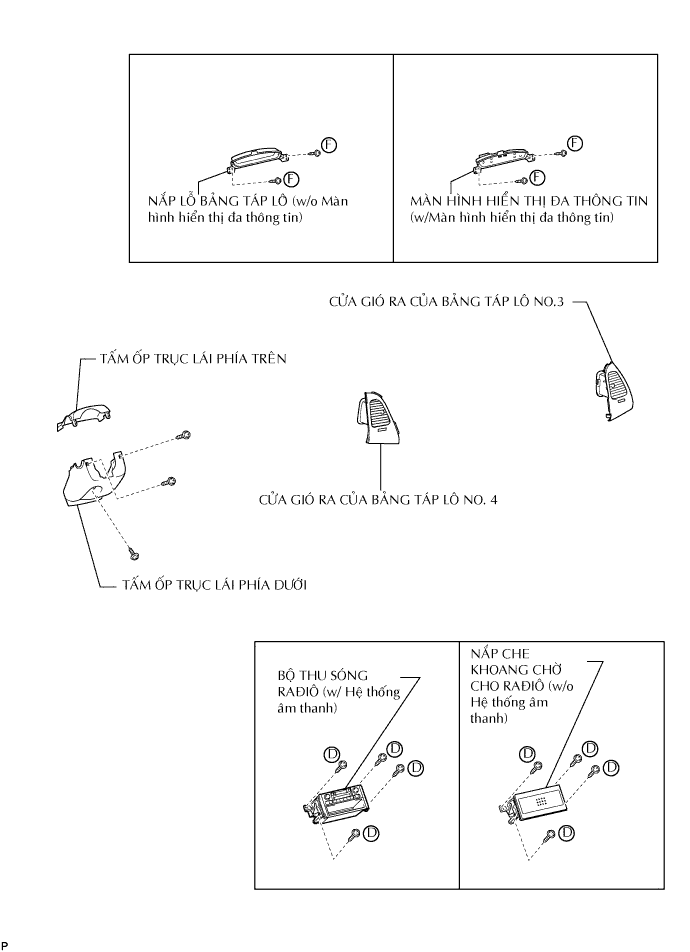 F
F
NẮP LỖ BẢNG TÁP LÔ (w/o Màn
hình hiển thị đa thông tin)
F
F
MÀN HÌNH HIỂN THỊ ĐA THÔNG TIN
(w/Màn hình hiển thị đa thông tin)
CỬA GIÓ RA CỦA BẢNG TÁP LÔ NO.3
TẤM ỐP TRỤC LÁI PHÍA TRÊN
CỬA GIÓ RA CỦA BẢNG TÁP LÔ NO. 4
TẤM ỐP TRỤC LÁI PHÍA DƯỚI
BỘ THU SÓNG
RAĐIÔ (w/ Hệ thống
âm thanh)
D
D
D
D
NẮP CHE
KHOANG CHỜ
CHO RAĐIÔ (w/o
Hệ thống âm
thanh)
D
D
D
D
P